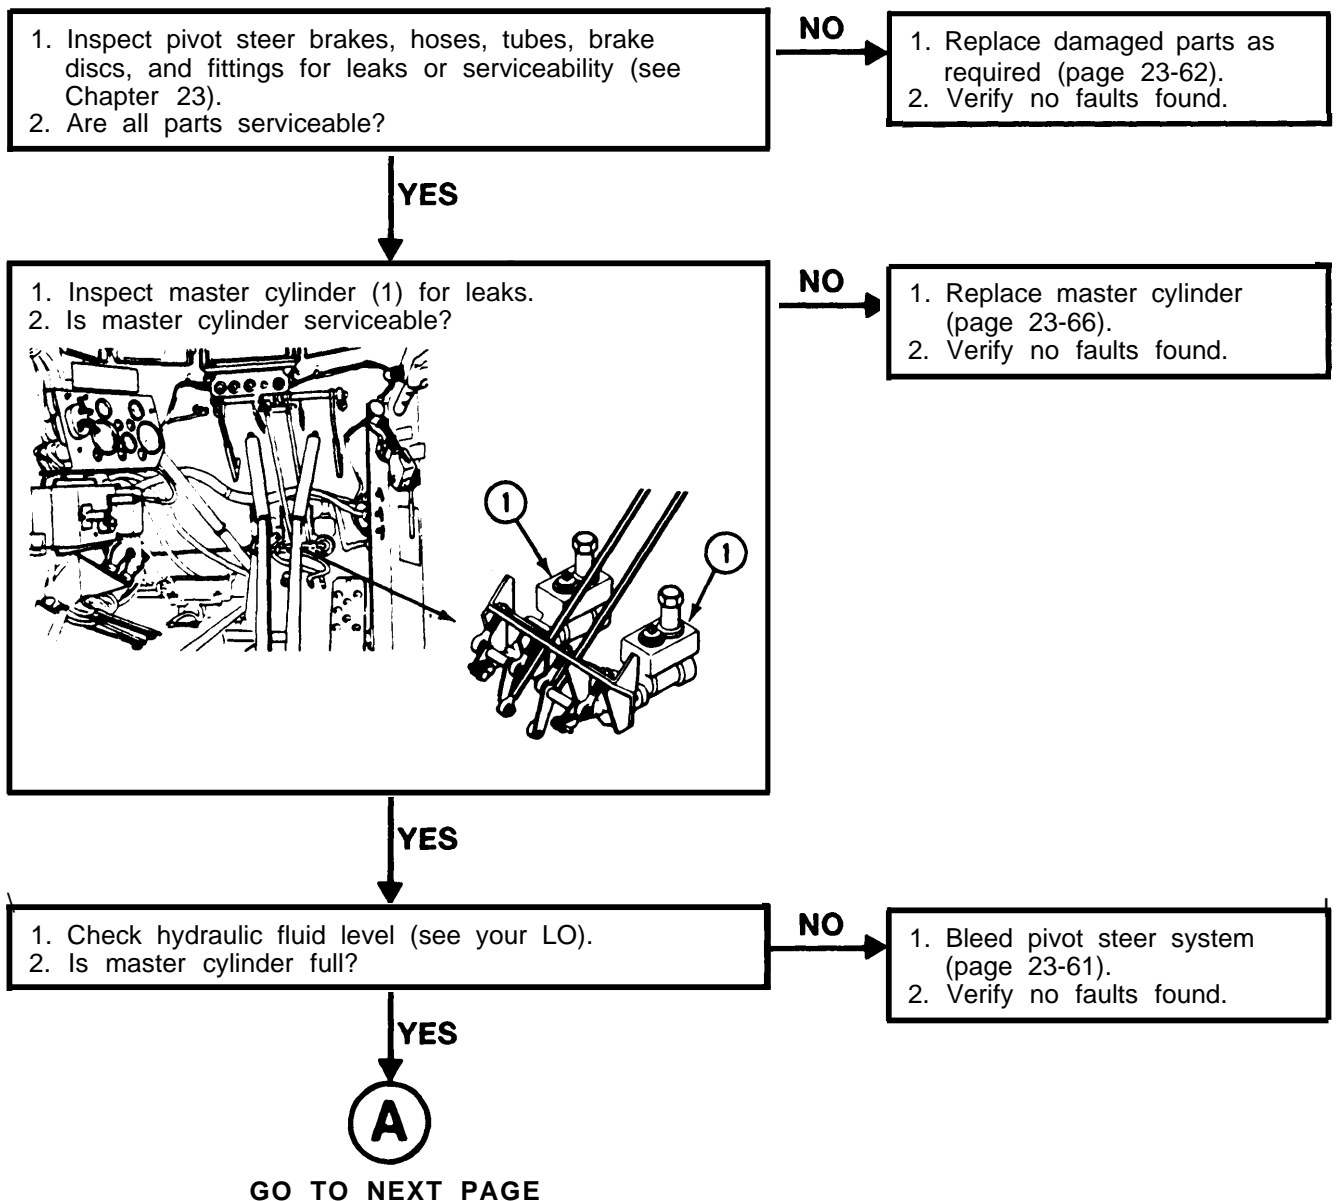 1. Inspect pivot steer brakes, hoses, tubes, brake
discs, and fittings for leaks or serviceability (see
Chapter 23).
2. Are all parts serviceable?
NO
1. Replace damaged parts as
required (page 23-62).
2. Verify no faults found.
YES
1. Inspect master cylinder (1) for leaks.
2. Is master cylinder serviceable?
NO
1. Replace master cylinder
(page 23-66).
2. Verify no faults found.
1
1
YES
1. Check hydraulic fluid level (see your LO).
2. Is master cylinder full?
NO
1. Bleed pivot steer system
(page 23-61).
2. Verify no faults found.
YES
A
GO TO NEXT PAGE